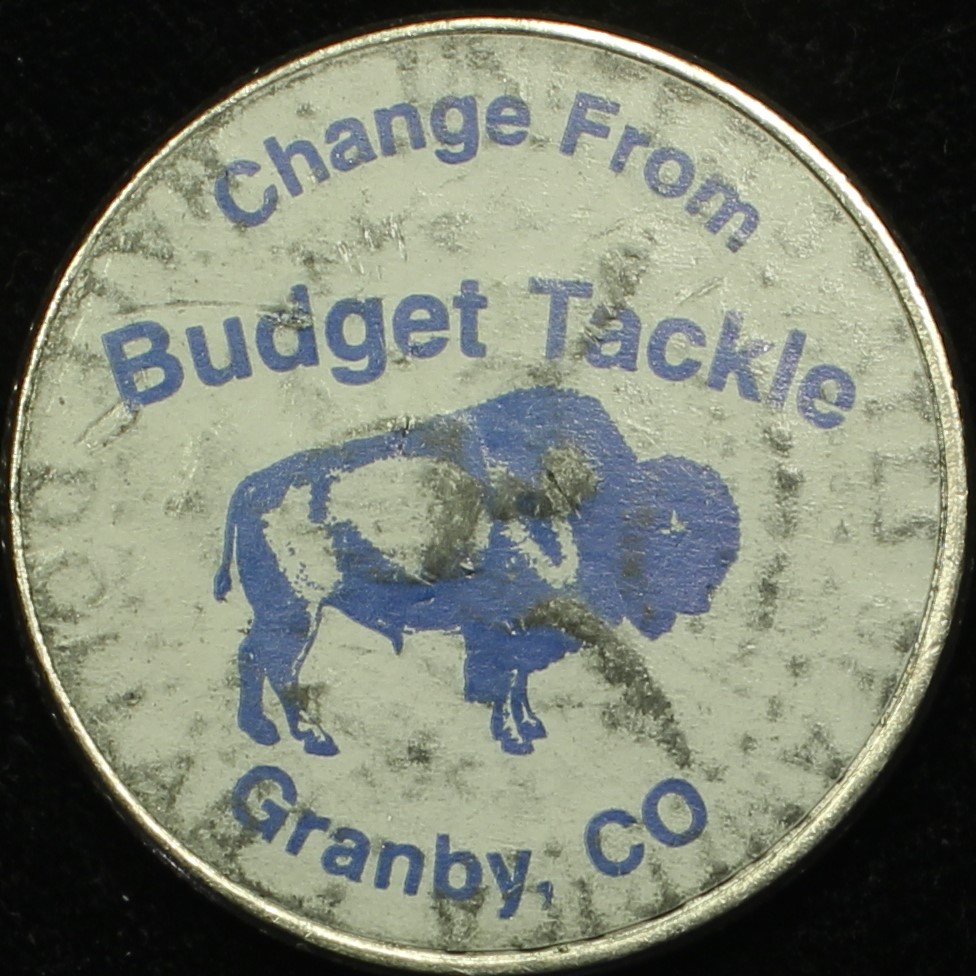 Change From
Budget Tackle
Granby, CO